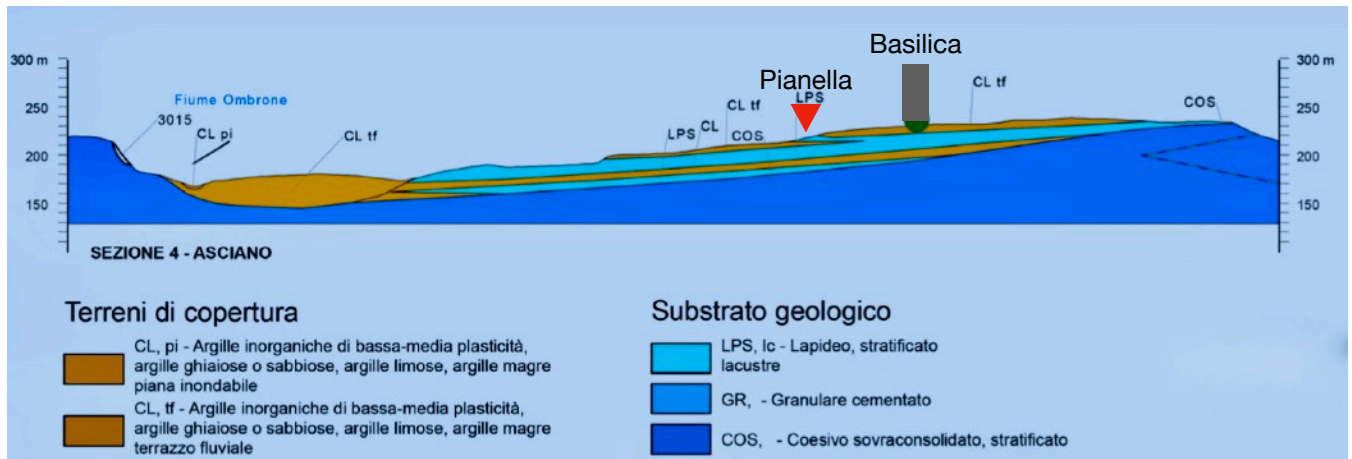 Basilica
Pianella
300 m
300 m
Fiume Ombrone
3015
CL pi
CL tf
LPS
CL
COS
CL tf
LPS
CL tf
COS
250
250
200
200
150
150
SEZIONE 4 - ASCIANO
Terreni di copertura
CL, pi - Argille inorganiche di bassa-media plasticità,
argille ghiaiose o sabbiose, argille limose, argille magre
piana inondabile
CL, tf - Argille inorganiche di bassa-media plasticità,
argille ghiaiose o sabbiose, argille limose, argille magre
terrazzo fluviale
Substrato geologico
LPS, lc - Lapideo, stratificato
lacustre
GR, - Granulare cementato
COS, - Coesivo sovraconsolidato, stratificato